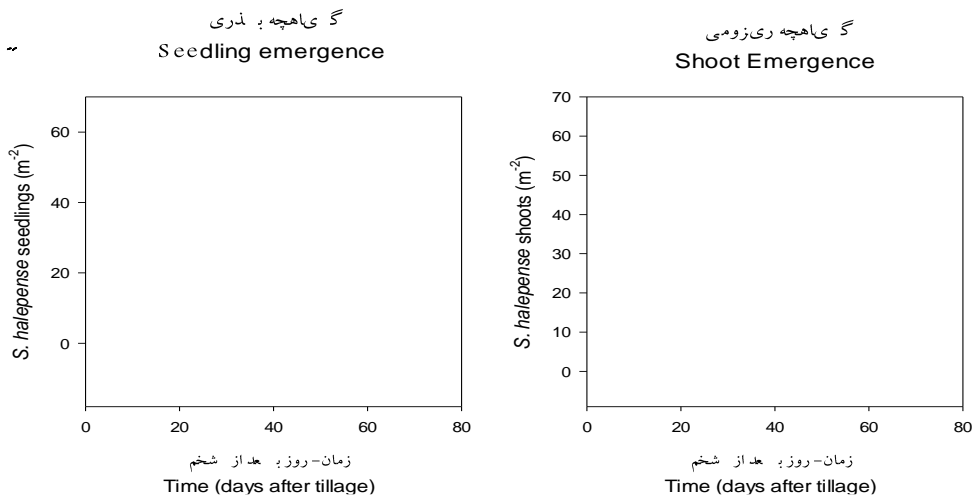 گیاهچه بذری
Seedling emergence
S. halepense seedlings (m-2)
60
40
20
0
0 20 40 60 80
زمان-روز بعد از شخم
Time (days after tillage)
گیاهچه ریزومی
Shoot Emergence
S. halepense shoots (m-2)
70
60
50
40
30
20
10
0
0 20 40 60 80
زمان-روز بعد از شخم
Time (days after tillage)